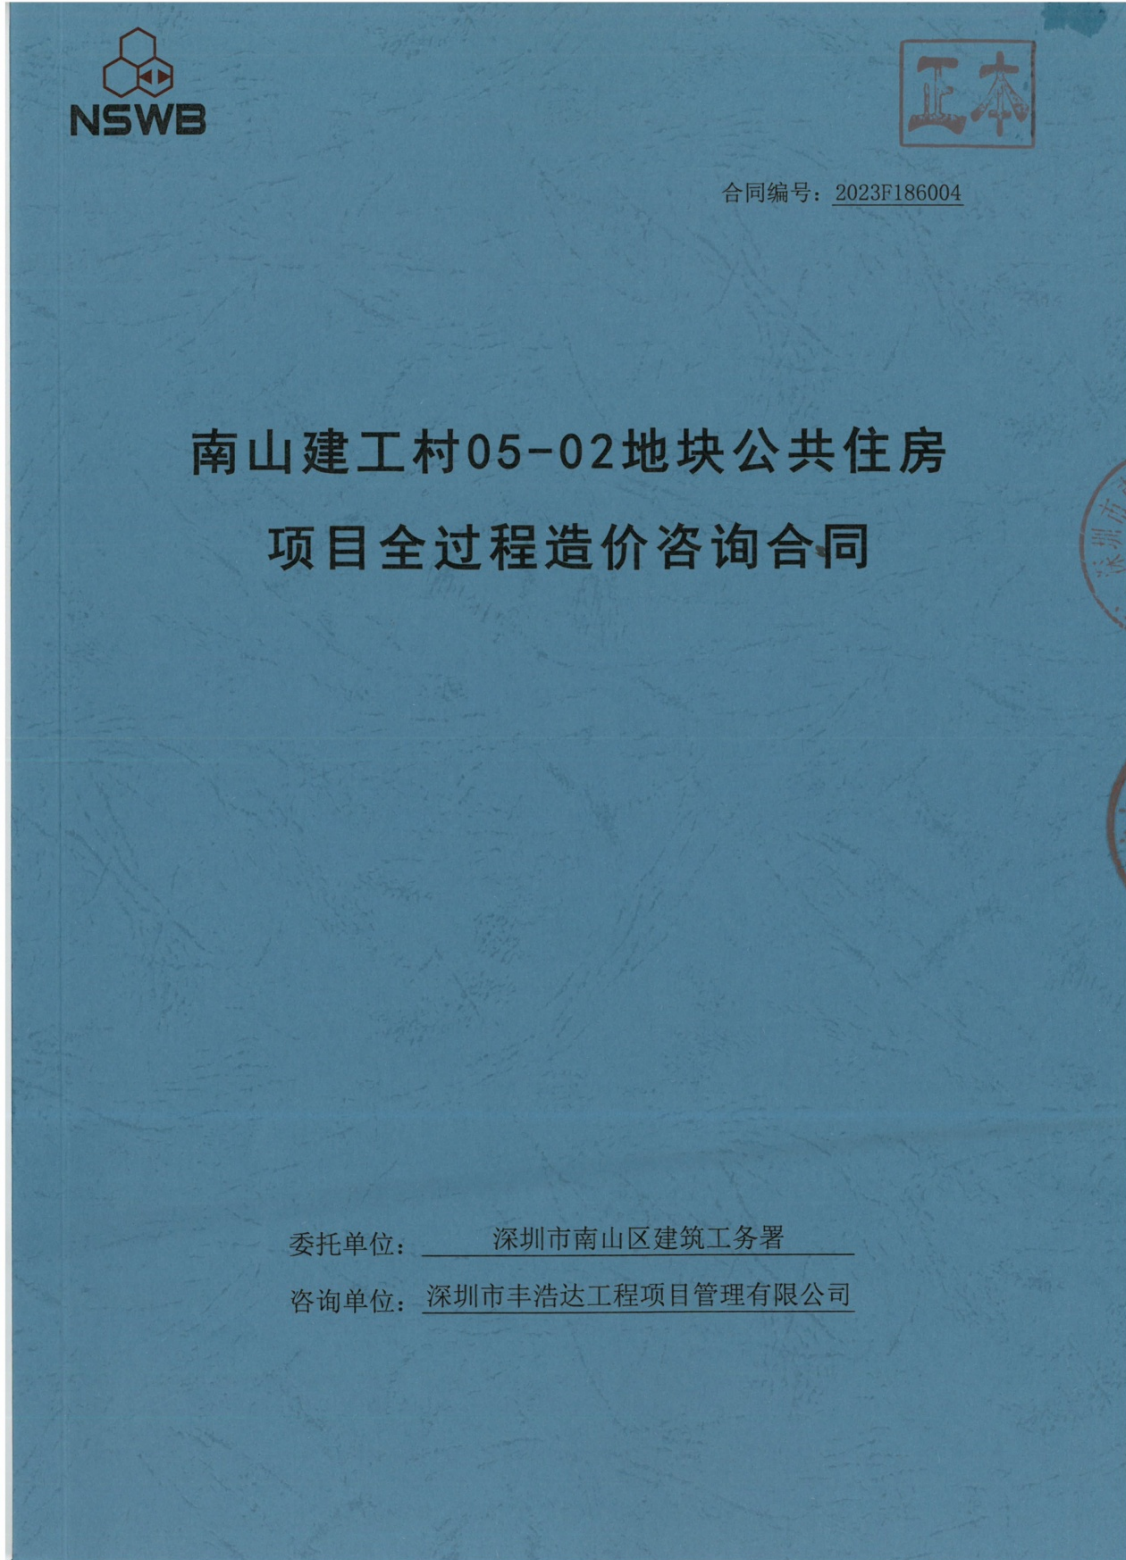 NSWB
正本
合同编号：2023F186004
南山建工村05-02地块公共住房
项目全过程造价咨询合同
深圳市
委托单位：深圳市南山区建筑工务署
咨询单位：深圳市丰浩达工程项目管理有限公司